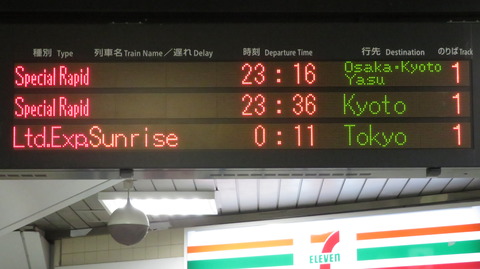 種別 Type 列車名 Train Name／遅れ Delay 時刻 Departure Time 行先 Destination のりば Track
Special Rapid 23:16 Osaka・Kyoto Yasu 1
Special Rapid 23:36 Kyoto 1
Ltd.Exp.Sunrise 0:11 Tokyo 1
7
ELEVEN